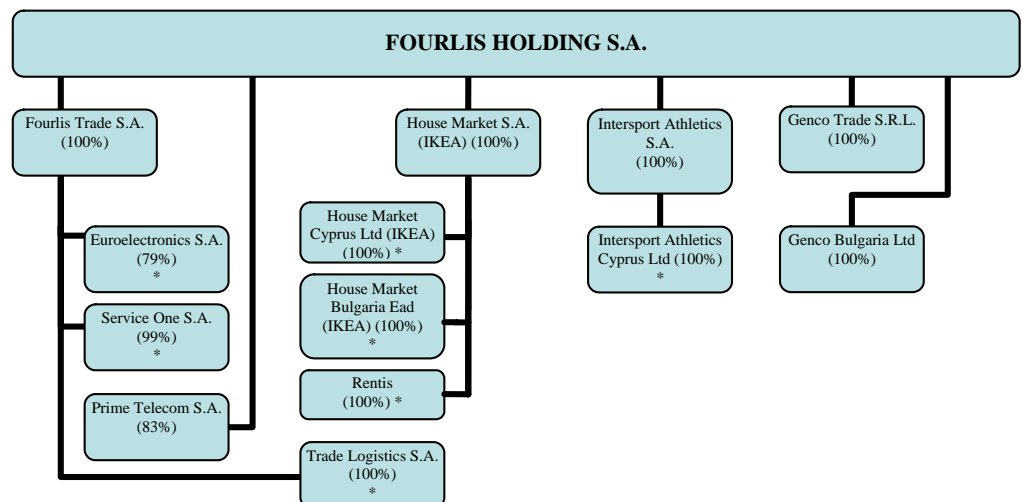 FOURLIS HOLDING S.A.
Fourlis Trade S.A.
(100%)
House Market S.A.
(IKEA) (100%)
Intersport Athletics
S.A.
(100%)
Genco Trade S.R.L.
(100%)
Euroelectronics S.A.
(79%)
*
Service One S.A.
(99%)
*
Prime Telecom S.A.
(83%)
House Market
Cyprus Ltd (IKEA)
(100%) *
House Market
Bulgaria Ead
(IKEA) (100%)
*
Rentis
(100%) *
Trade Logistics S.A.
(100%)
*
Intersport Athletics
Cyprus Ltd (100%)
*
Genco Bulgaria Ltd
(100%)